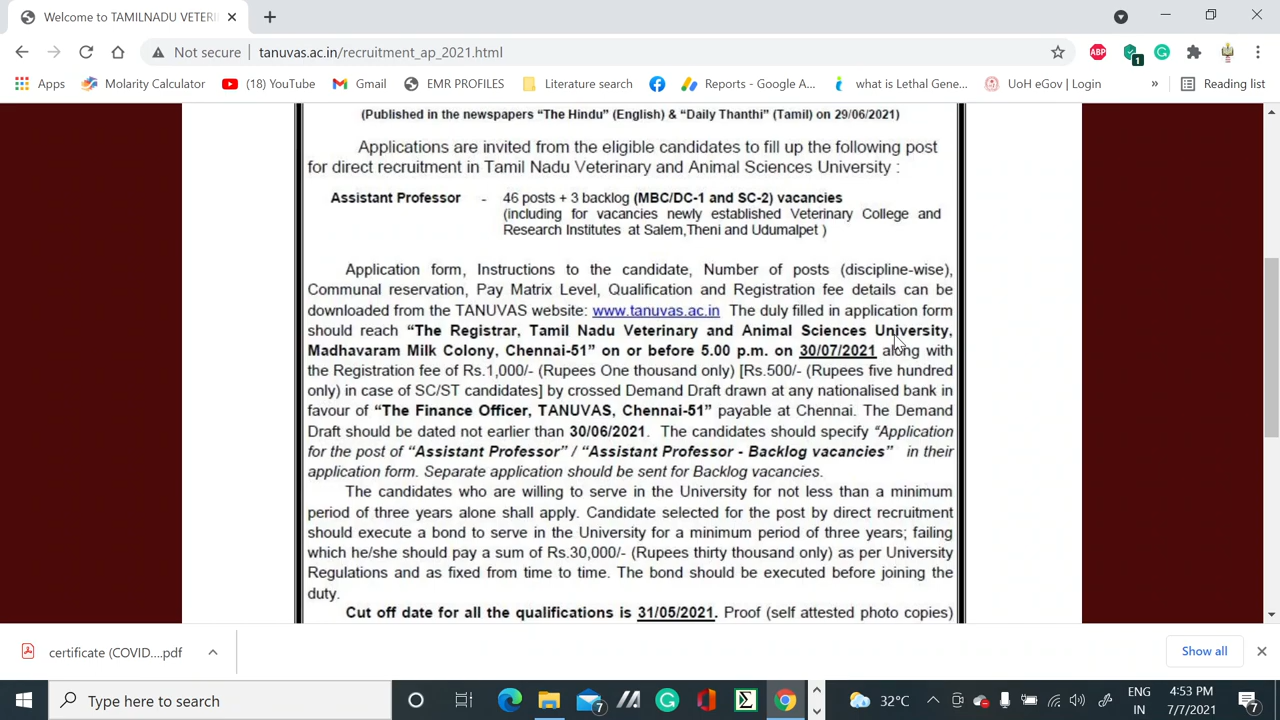 Welcome to TAMILNADU VETERI
Not secure
tanuvas.ac.in/recruitment_ap_2021.html
ABP
1
Apps
Molarity Calculator
(18) YouTube
Gmail
EMR PROFILES
Literature search
Reports - Google A...
what is Lethal Gene...
UoH eGov | Login
»
Reading list
(Published in the newspapers “The Hindu” (English) & “Daily Thanthi” (Tamil) on 29/06/2021)
Applications are invited from the eligible candidates to fill up the following post
for direct recruitment in Tamil Nadu Veterinary and Animal Sciences University :
Assistant Professor - 46 posts + 3 backlog (MBC/DC-1 and SC-2) vacancies
(including for vacancies newly established Veterinary College and
Research Institutes at Salem,Theni and Udumalpet )
Application form, Instructions to the candidate, Number of posts (discipline-wise),
Communal reservation, Pay Matrix Level, Qualification and Registration fee details can be
downloaded from the TANUVAS website: www.tanuvas.ac.in The duly filled in application form
should reach “The Registrar, Tamil Nadu Veterinary and Animal Sciences University,
Madhavaram Milk Colony, Chennai-51” on or before 5.00 p.m. on 30/07/2021 along with
the Registration fee of Rs.1,000/- (Rupees One thousand only) [Rs.500/- (Rupees five hundred
only) in case of SC/ST candidates] by crossed Demand Draft drawn at any nationalised bank in
favour of “The Finance Officer, TANUVAS, Chennai-51” payable at Chennai. The Demand
Draft should be dated not earlier than 30/06/2021. The candidates should specify “Application
for the post of “Assistant Professor” / “Assistant Professor - Backlog vacancies” in their
application form. Separate application should be sent for Backlog vacancies.
The candidates who are willing to serve in the University for not less than a minimum
period of three years alone shall apply. Candidate selected for the post by direct recruitment
should execute a bond to serve in the University for a minimum period of three years; failing
which he/she should pay a sum of Rs.30,000/- (Rupees thirty thousand only) as per University
Regulations and as fixed from time to time. The bond should be executed before joining the
duty.
Cut off date for all the qualifications is 31/05/2021. Proof (self attested photo copies)
certificate (COVID....pdf
Show all
Type here to search
7
32°C
ENG
IN
4:53 PM
7/7/2021
7